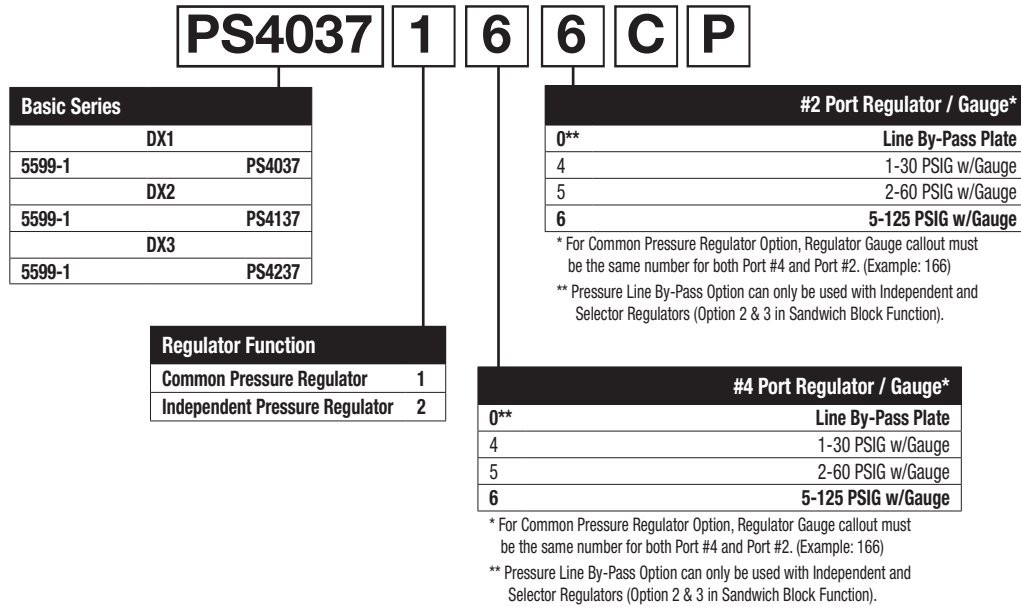 PS4037 1 6 6 C P
Basic Series
DX1
5599-1 PS4037
DX2
5599-1 PS4137
DX3
5599-1 PS4237
#2 Port Regulator / Gauge*
0** Line By-Pass Plate
4 1-30 PSIG w/Gauge
5 2-60 PSIG w/Gauge
6 5-125 PSIG w/Gauge
* For Common Pressure Regulator Option, Regulator Gauge callout must
be the same number for both Port #4 and Port #2. (Example: 166)
** Pressure Line By-Pass Option can only be used with Independent and
Selector Regulators (Option 2 & 3 in Sandwich Block Function).
Regulator Function
Common Pressure Regulator 1
Independent Pressure Regulator 2
#4 Port Regulator / Gauge*
0** Line By-Pass Plate
4 1-30 PSIG w/Gauge
5 2-60 PSIG w/Gauge
6 5-125 PSIG w/Gauge
* For Common Pressure Regulator Option, Regulator Gauge callout must
be the same number for both Port #4 and Port #2. (Example: 166)
** Pressure Line By-Pass Option can only be used with Independent and
Selector Regulators (Option 2 & 3 in Sandwich Block Function).